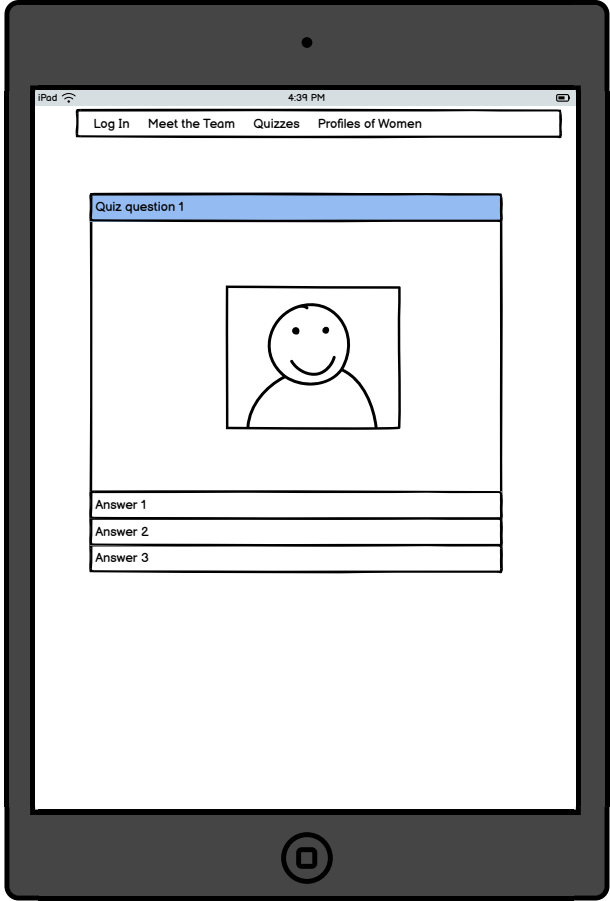 iPad 4:39 PM
Log In Meet the Team Quizzes Profiles of Women
Quiz question 1
Answer 1
Answer 2
Answer 3